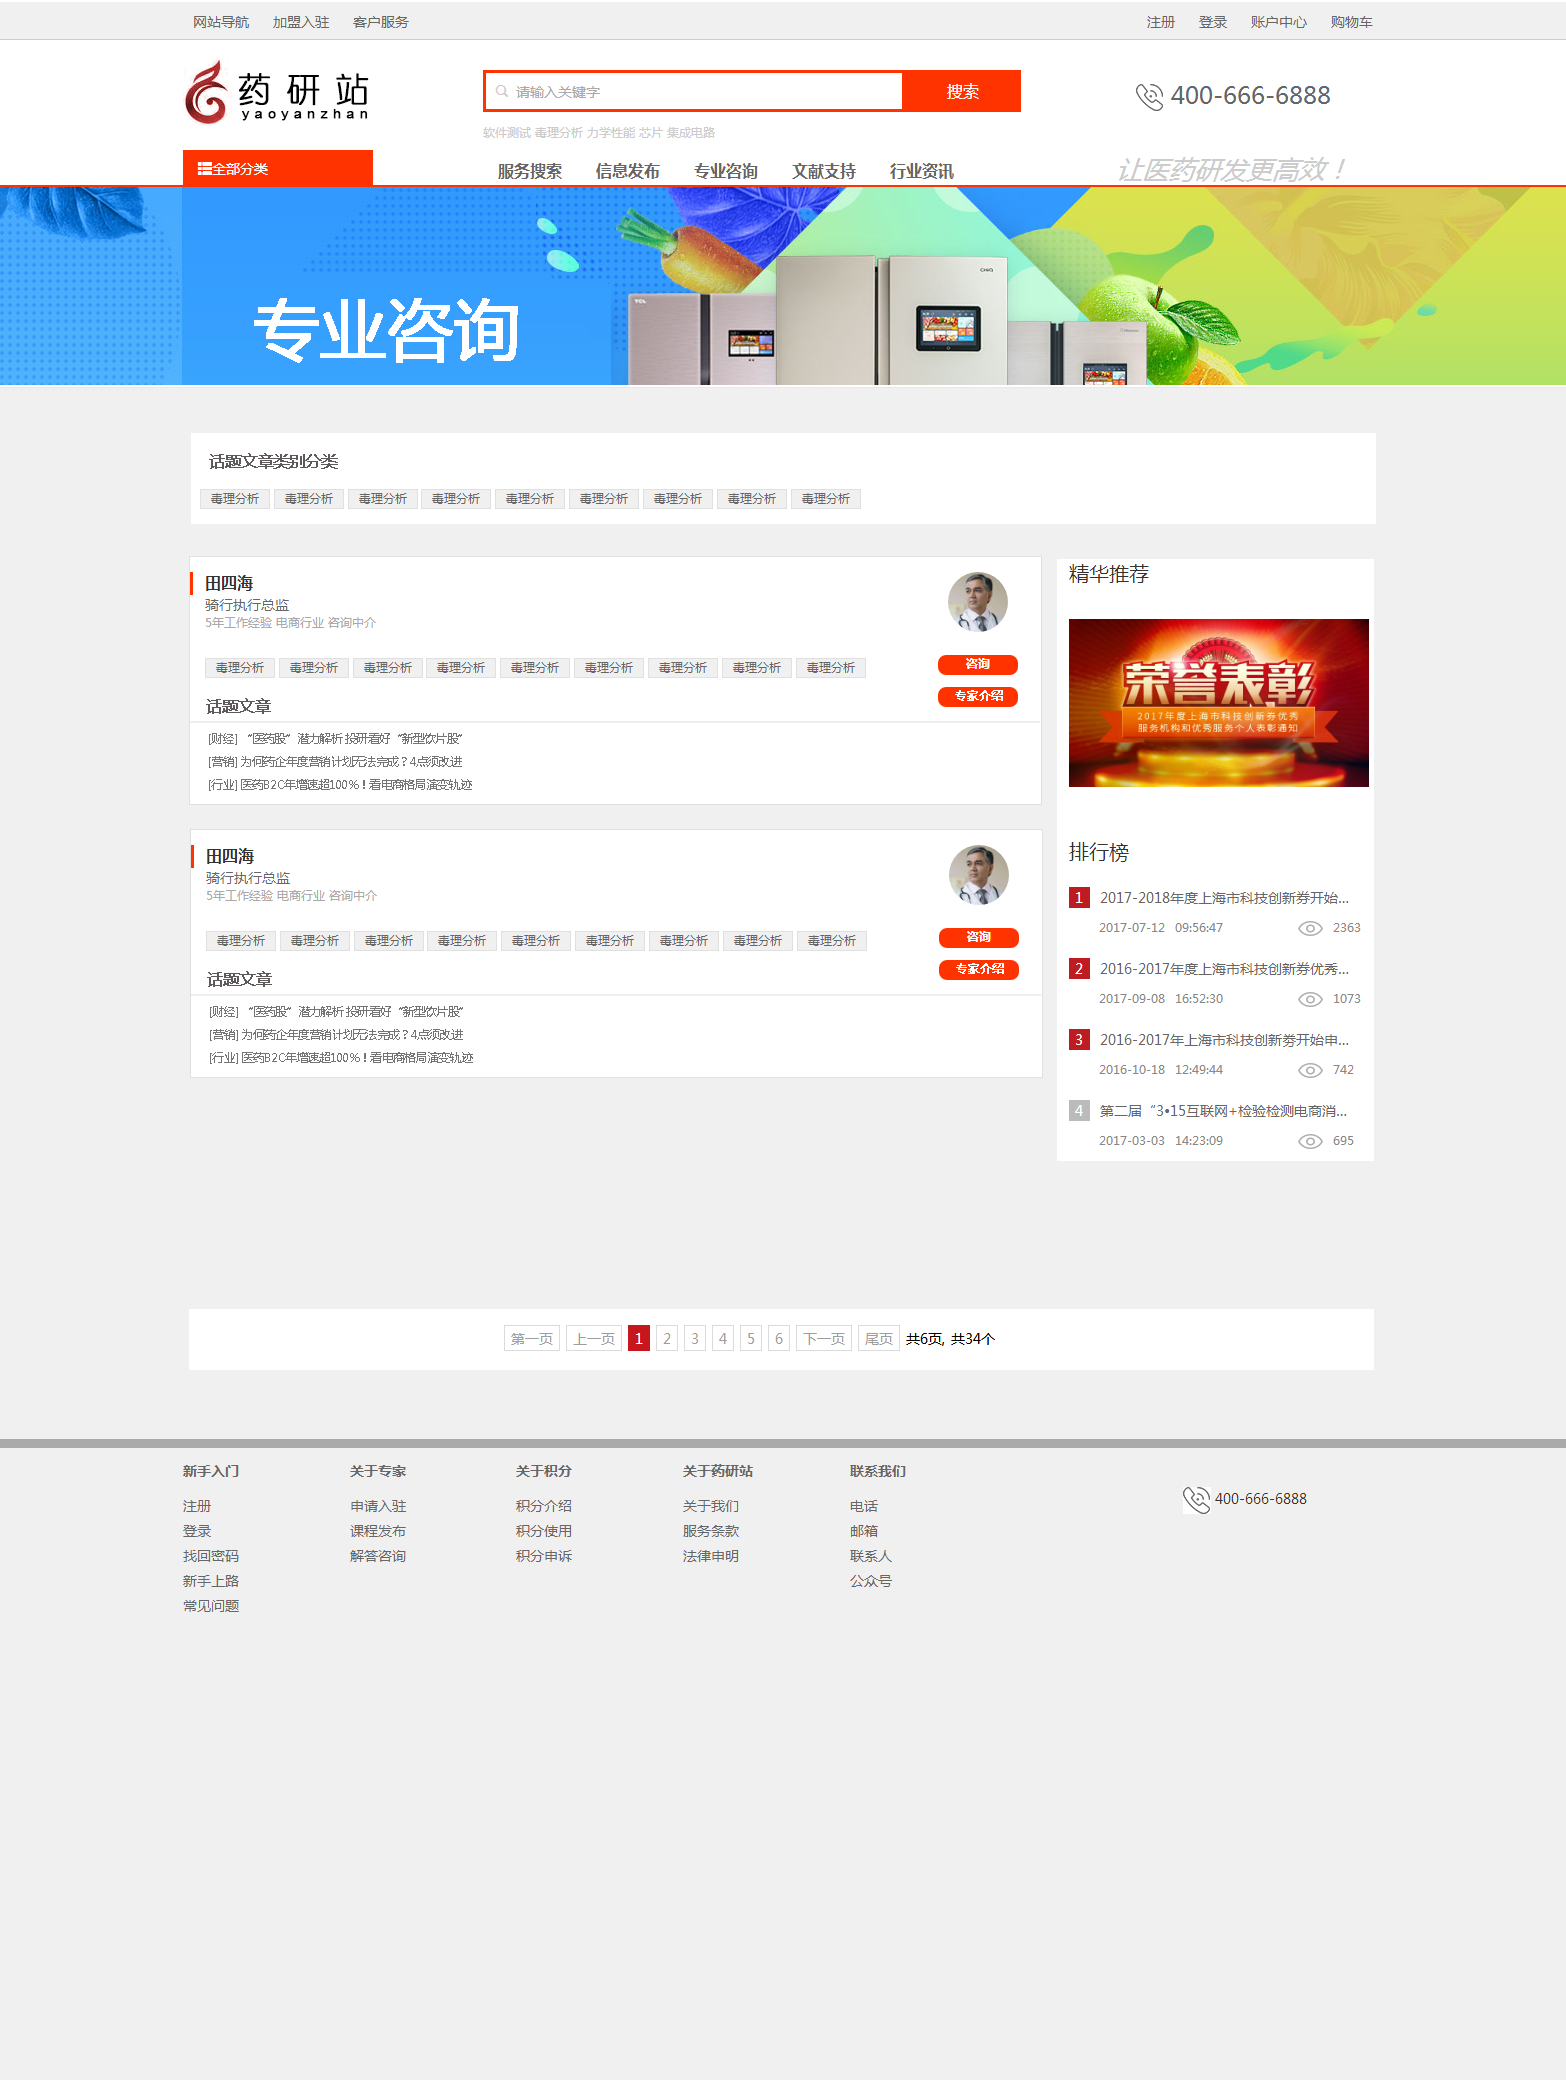 网站导航 加盟入驻 客户服务 注册 登录 账户中心 购物车
药研站
yaoyanzhan
请输入关键字 搜索
400-666-6888
软件测试 毒理分析 力学性能 芯片 集成电路
全部分类 服务搜索 信息发布 专业咨询 文献支持 行业资讯 让医药研发更高效！
专业咨询
TCL
CHiQ
话题文章类别分类
毒理分析 毒理分析 毒理分析 毒理分析 毒理分析 毒理分析 毒理分析 毒理分析 毒理分析
田四海
骑行执行总监
5年工作经验 电商行业 咨询中介
毒理分析 毒理分析 毒理分析 毒理分析 毒理分析 毒理分析 毒理分析 毒理分析 毒理分析
咨询
专家介绍
话题文章
[财经] “医药股”潜力解析 投研看好“新型饮片股”
[营销] 为何药企年度营销计划无法完成？4点须改进
[行业] 医药B2C年增速超100%！看电商格局演变轨迹
田四海
骑行执行总监
5年工作经验 电商行业 咨询中介
毒理分析 毒理分析 毒理分析 毒理分析 毒理分析 毒理分析 毒理分析 毒理分析 毒理分析
咨询
专家介绍
话题文章
[财经] “医药股”潜力解析 投研看好“新型饮片股”
[营销] 为何药企年度营销计划无法完成？4点须改进
[行业] 医药B2C年增速超100%！看电商格局演变轨迹
精华推荐
荣誉表彰
2017年度上海市科技创新券优秀
服务机构和优秀服务个人表彰通知
排行榜
1 2017-2018年度上海市科技创新券开始...
2017-07-12 09:56:47 2363
2 2016-2017年度上海市科技创新券优秀...
2017-09-08 16:52:30 1073
3 2016-2017年上海市科技创新劵开始申...
2016-10-18 12:49:44 742
4 第二届“3•15互联网+检验检测电商消...
2017-03-03 14:23:09 695
第一页 上一页 1 2 3 4 5 6 下一页 尾页 共6页, 共34个
新手入门 关于专家 关于积分 关于药研站 联系我们
400-666-6888
注册 申请入驻 积分介绍 关于我们 电话
登录 课程发布 积分使用 服务条款 邮箱
找回密码 解答咨询 积分申诉 法律申明 联系人
新手上路 公众号
常见问题